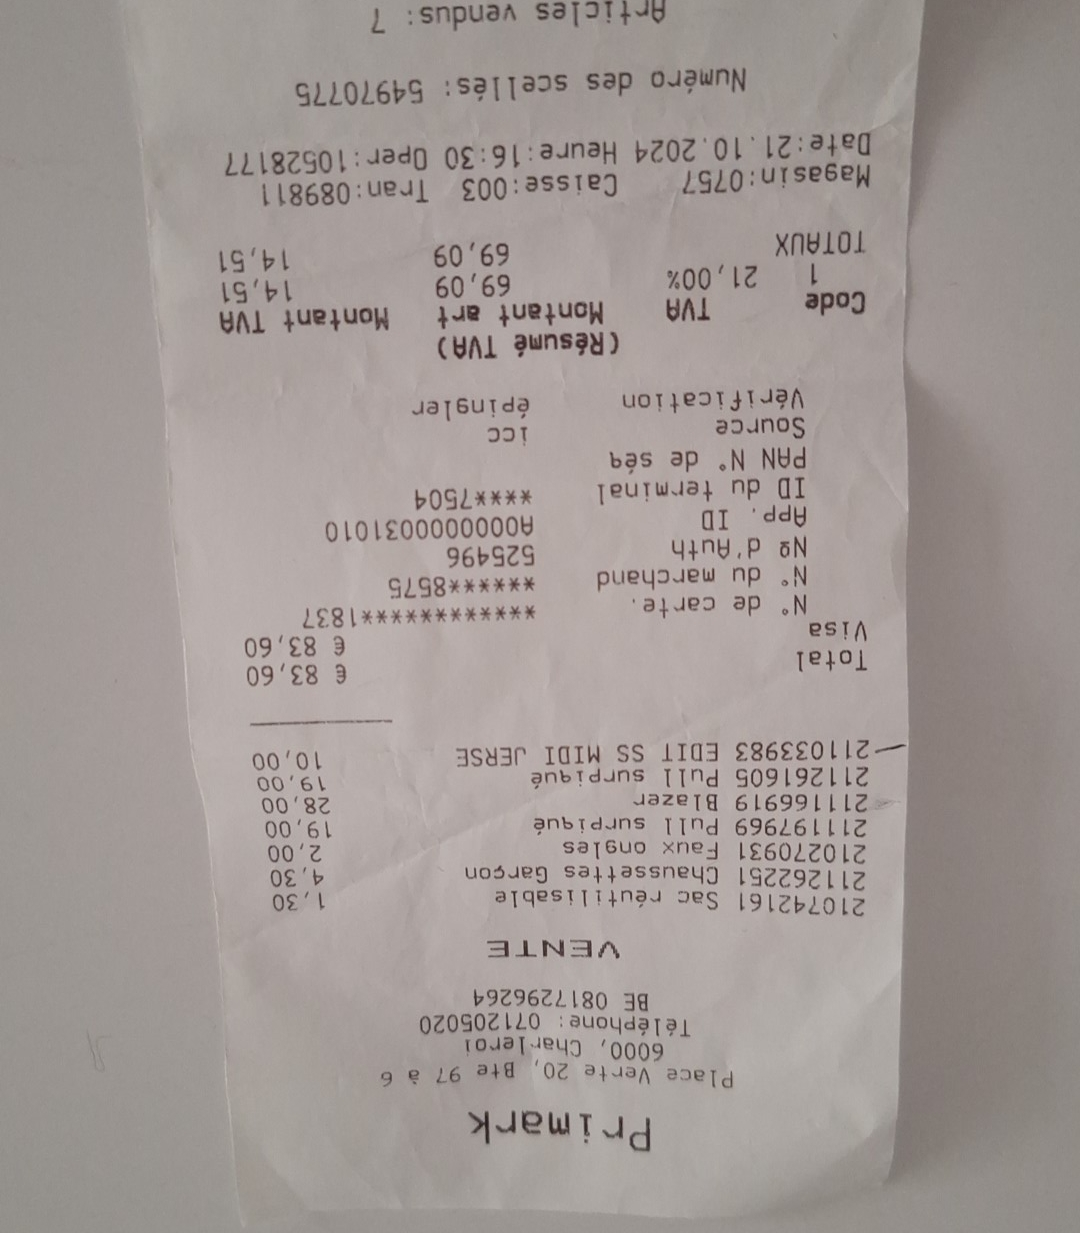 Primark
Place Verte 20, Bte 97 à 6
6000, Charleroi
Téléphone: 071205020
BE 0817296264
VENTE
210742161 Sac réutilisable 1,30
211262251 Chaussettes Garçon 4,30
210270931 Faux ongles 2,00
211197969 Pull surpiqué 19,00
211166919 Blazer 28,00
211261605 Pull surpiqué 19,00
211033983 EDIT SS MIDI JERSE 10,00
Total € 83,60
Visa € 83,60
N° de carte. ************1837
N° du marchand ******8575
Nº d'Auth 525496
App. ID A0000000031010
ID du terminal ****7504
PAN N° de séq
Source icc
Vérification épingler
(Résumé TVA)
Code TVA Montant art Montant TVA
1 21,00% 69,09 14,51
TOTAUX 69,09 14,51
Magasin:0757 Caisse:003 Tran:089811
Date:21.10.2024 Heure:16:30 Oper:10528177
Numéro des scellés: 54970775
Articles vendus: 7